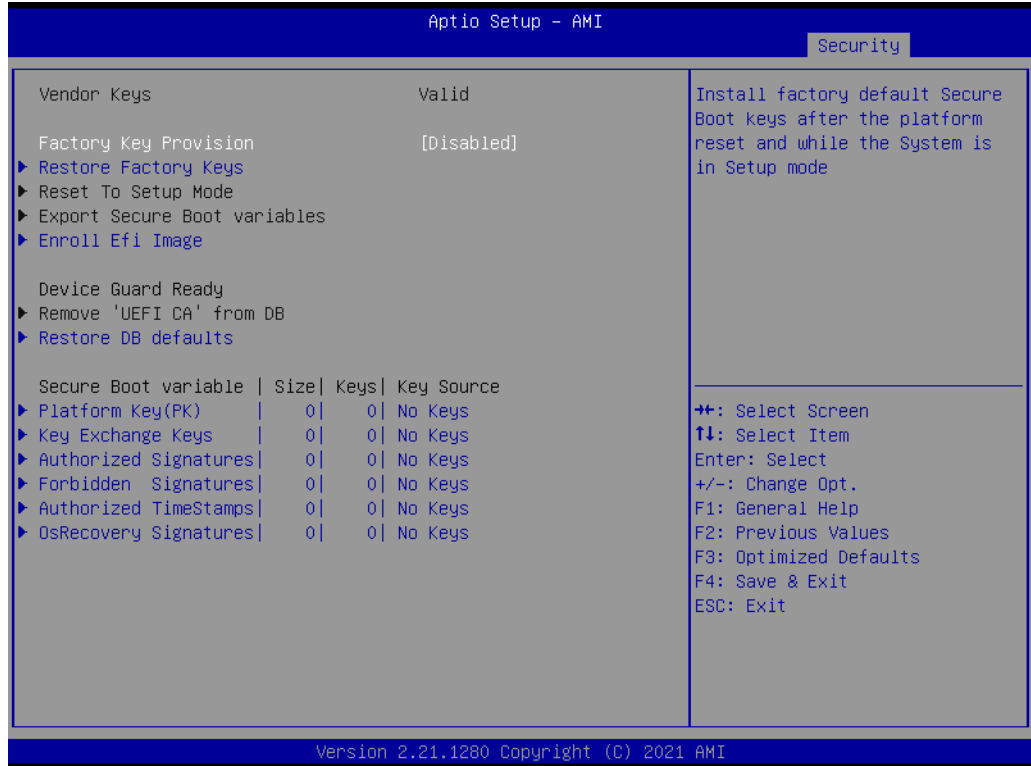 Aptio Setup – AMI
Security
Vendor Keys Valid
Factory Key Provision [Disabled]
Restore Factory Keys
Reset To Setup Mode
Export Secure Boot variables
Enroll Efi Image
Device Guard Ready
Remove 'UEFI CA' from DB
Restore DB defaults
Secure Boot variable | Size| Keys| Key Source
Platform Key(PK) | 0| 0| No Keys
Key Exchange Keys | 0| 0| No Keys
Authorized Signatures| 0| 0| No Keys
Forbidden Signatures| 0| 0| No Keys
Authorized TimeStamps| 0| 0| No Keys
OsRecovery Signatures| 0| 0| No Keys
Install factory default Secure
Boot keys after the platform
reset and while the System is
in Setup mode
→←: Select Screen
↑↓: Select Item
Enter: Select
+/-: Change Opt.
F1: General Help
F2: Previous Values
F3: Optimized Defaults
F4: Save & Exit
ESC: Exit
Version 2.21.1280 Copyright (C) 2021 AMI